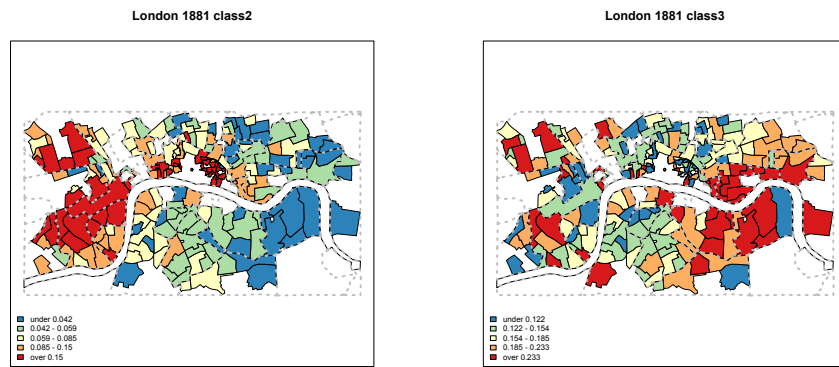 London 1881 class2
under 0.042
0.042 - 0.059
0.059 - 0.085
0.085 - 0.15
over 0.15
London 1881 class3
under 0.122
0.122 - 0.154
0.154 - 0.185
0.185 - 0.233
over 0.233